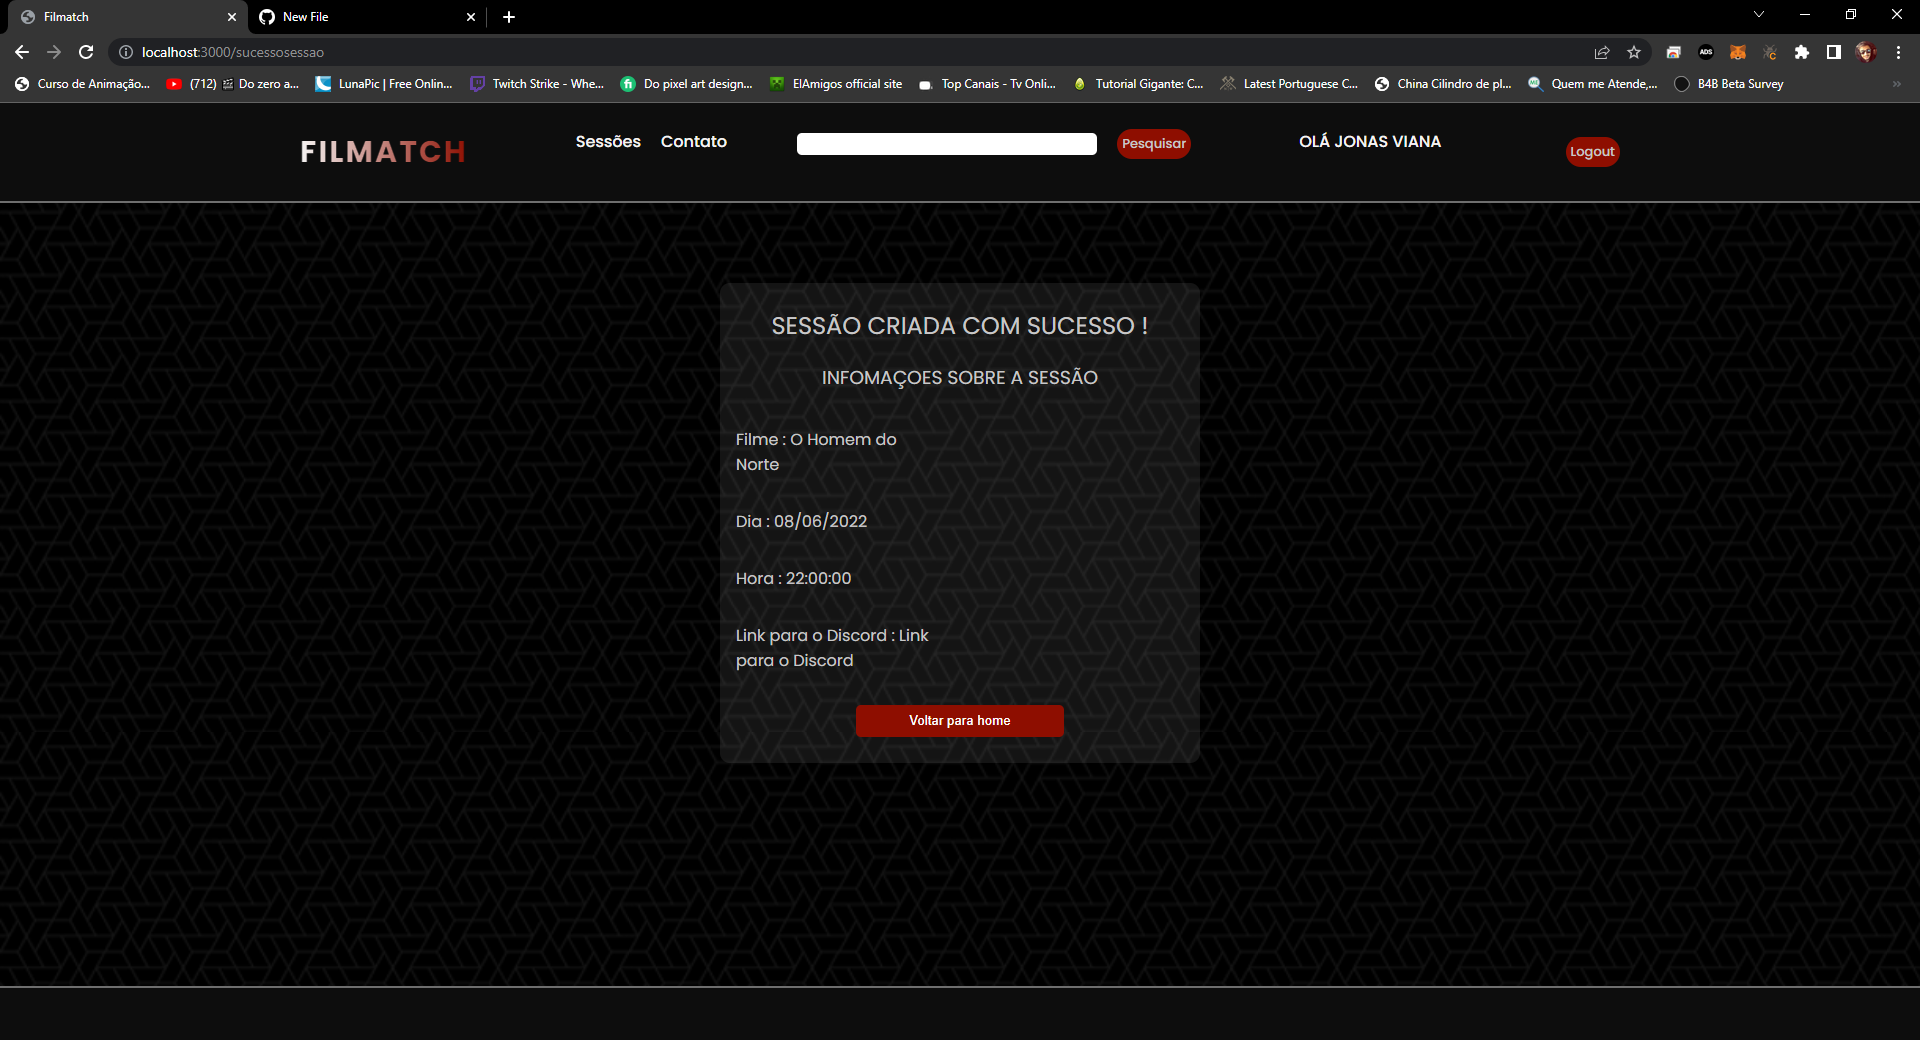 Filmatch
New File
localhost:3000/sucessosessao
Curso de Animação...
(712) Do zero a...
LunaPic | Free Onlin...
Twitch Strike - Whe...
Do pixel art design...
ElAmigos official site
Top Canais - Tv Onli...
Tutorial Gigante: C...
Latest Portuguese C...
China Cilindro de pl...
Quem me Atende,...
B4B Beta Survey
FILMATCH
Sessões
Contato
Pesquisar
OLÁ JONAS VIANA
Logout
SESSÃO CRIADA COM SUCESSO !
INFOMAÇOES SOBRE A SESSÃO
Filme : O Homem do
Norte
Dia : 08/06/2022
Hora : 22:00:00
Link para o Discord : Link
para o Discord
Voltar para home